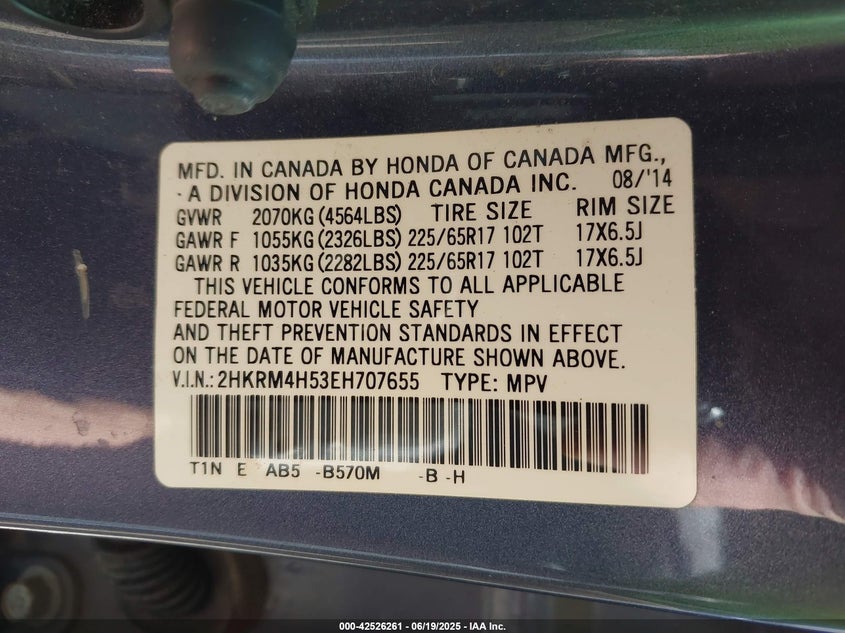 MFD. IN CANADA BY HONDA OF CANADA MFG.,
- A DIVISION OF HONDA CANADA INC. 08/'14
GVWR 2070KG (4564LBS) TIRE SIZE RIM SIZE
GAWR F 1055KG (2326LBS) 225/65R17 102T 17X6.5J
GAWR R 1035KG (2282LBS) 225/65R17 102T 17X6.5J
THIS VEHICLE CONFORMS TO ALL APPLICABLE
FEDERAL MOTOR VEHICLE SAFETY
AND THEFT PREVENTION STANDARDS IN EFFECT
ON THE DATE OF MANUFACTURE SHOWN ABOVE.
V.I.N.: 2HKRM4H53EH707655 TYPE: MPV
T1N E AB5 -B570M -B -H
000-42526261 - 06/19/2025 - IAA Inc.